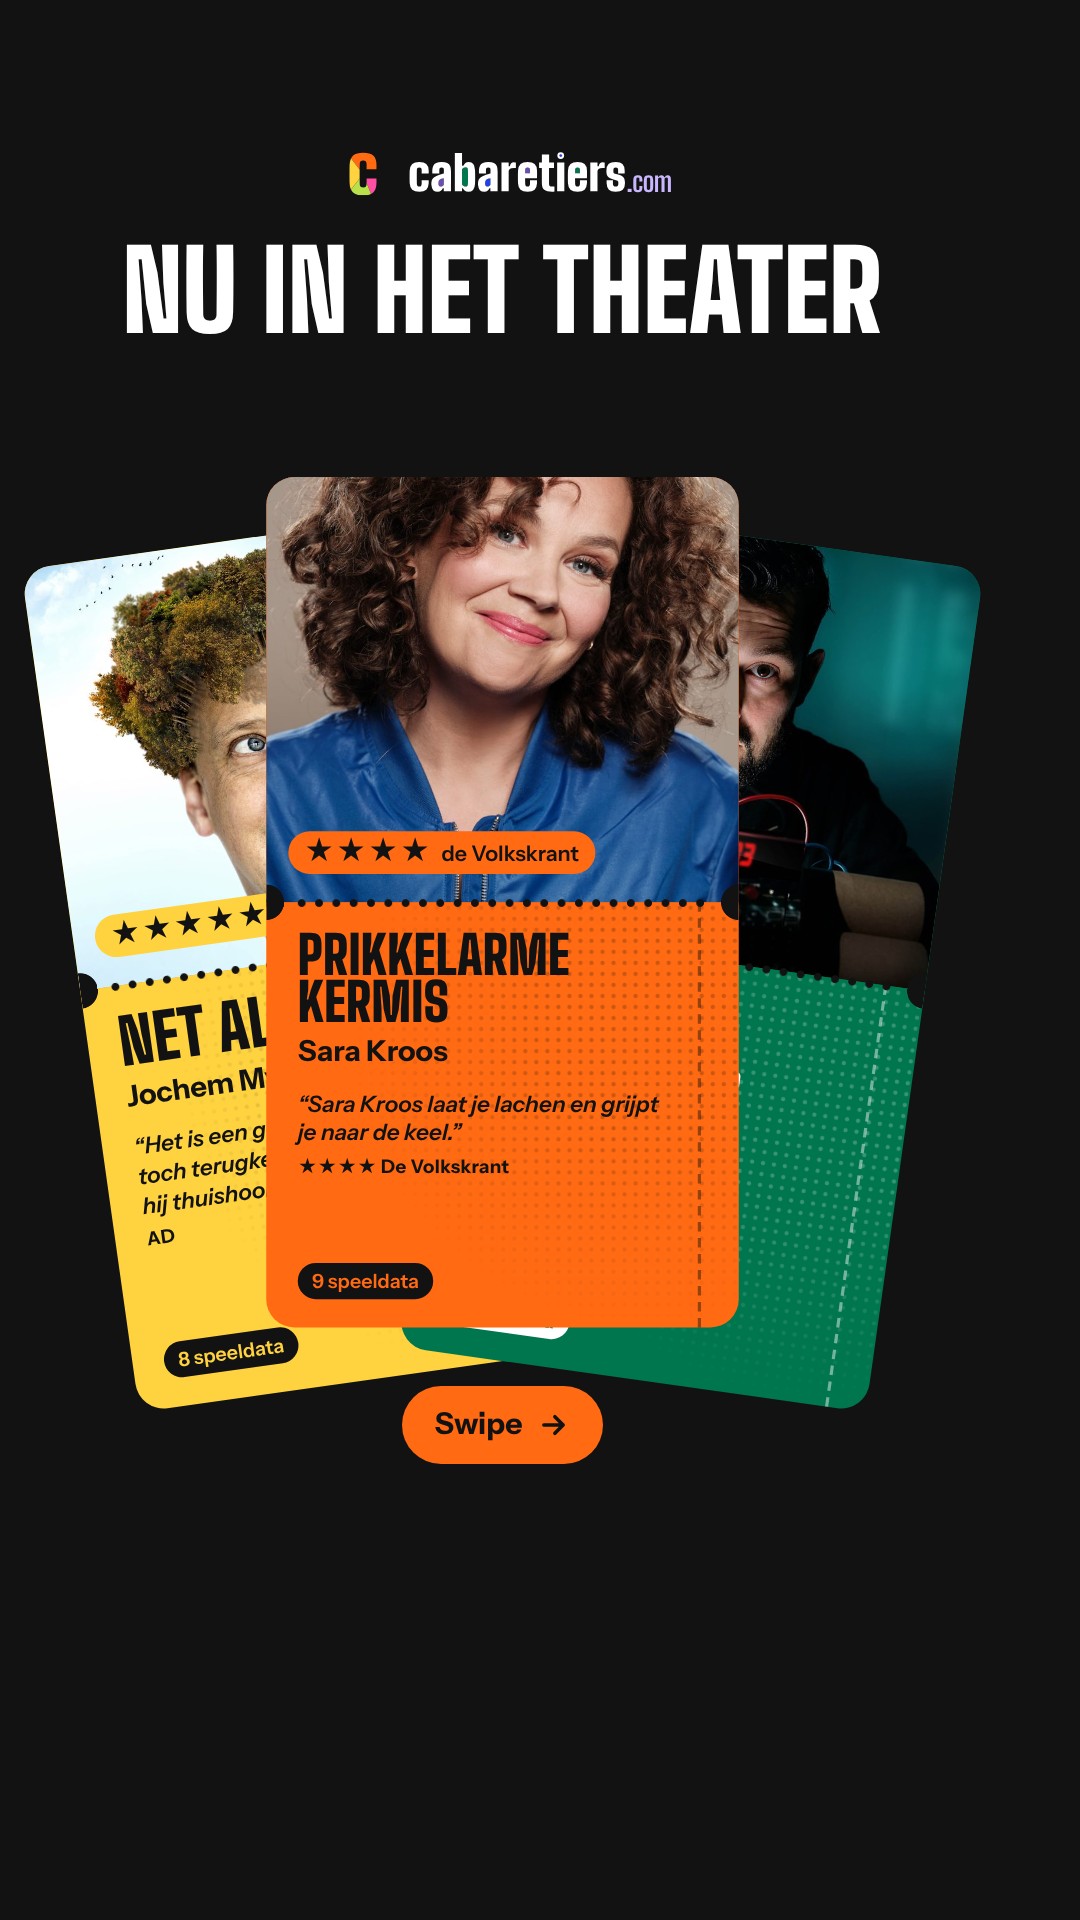 cabaretiers.com
NU IN HET THEATER
★★★★ de Volkskrant
PRIKKELARME
KERMIS
Sara Kroos
“Sara Kroos laat je lachen en grijpt
je naar de keel.”
★★★★ De Volkskrant
9 speeldata
★★★★★
NET AL
Jochem M
“Het is een g
toch terugke
hij thuishoo
AD
8 speeldata
Swipe →